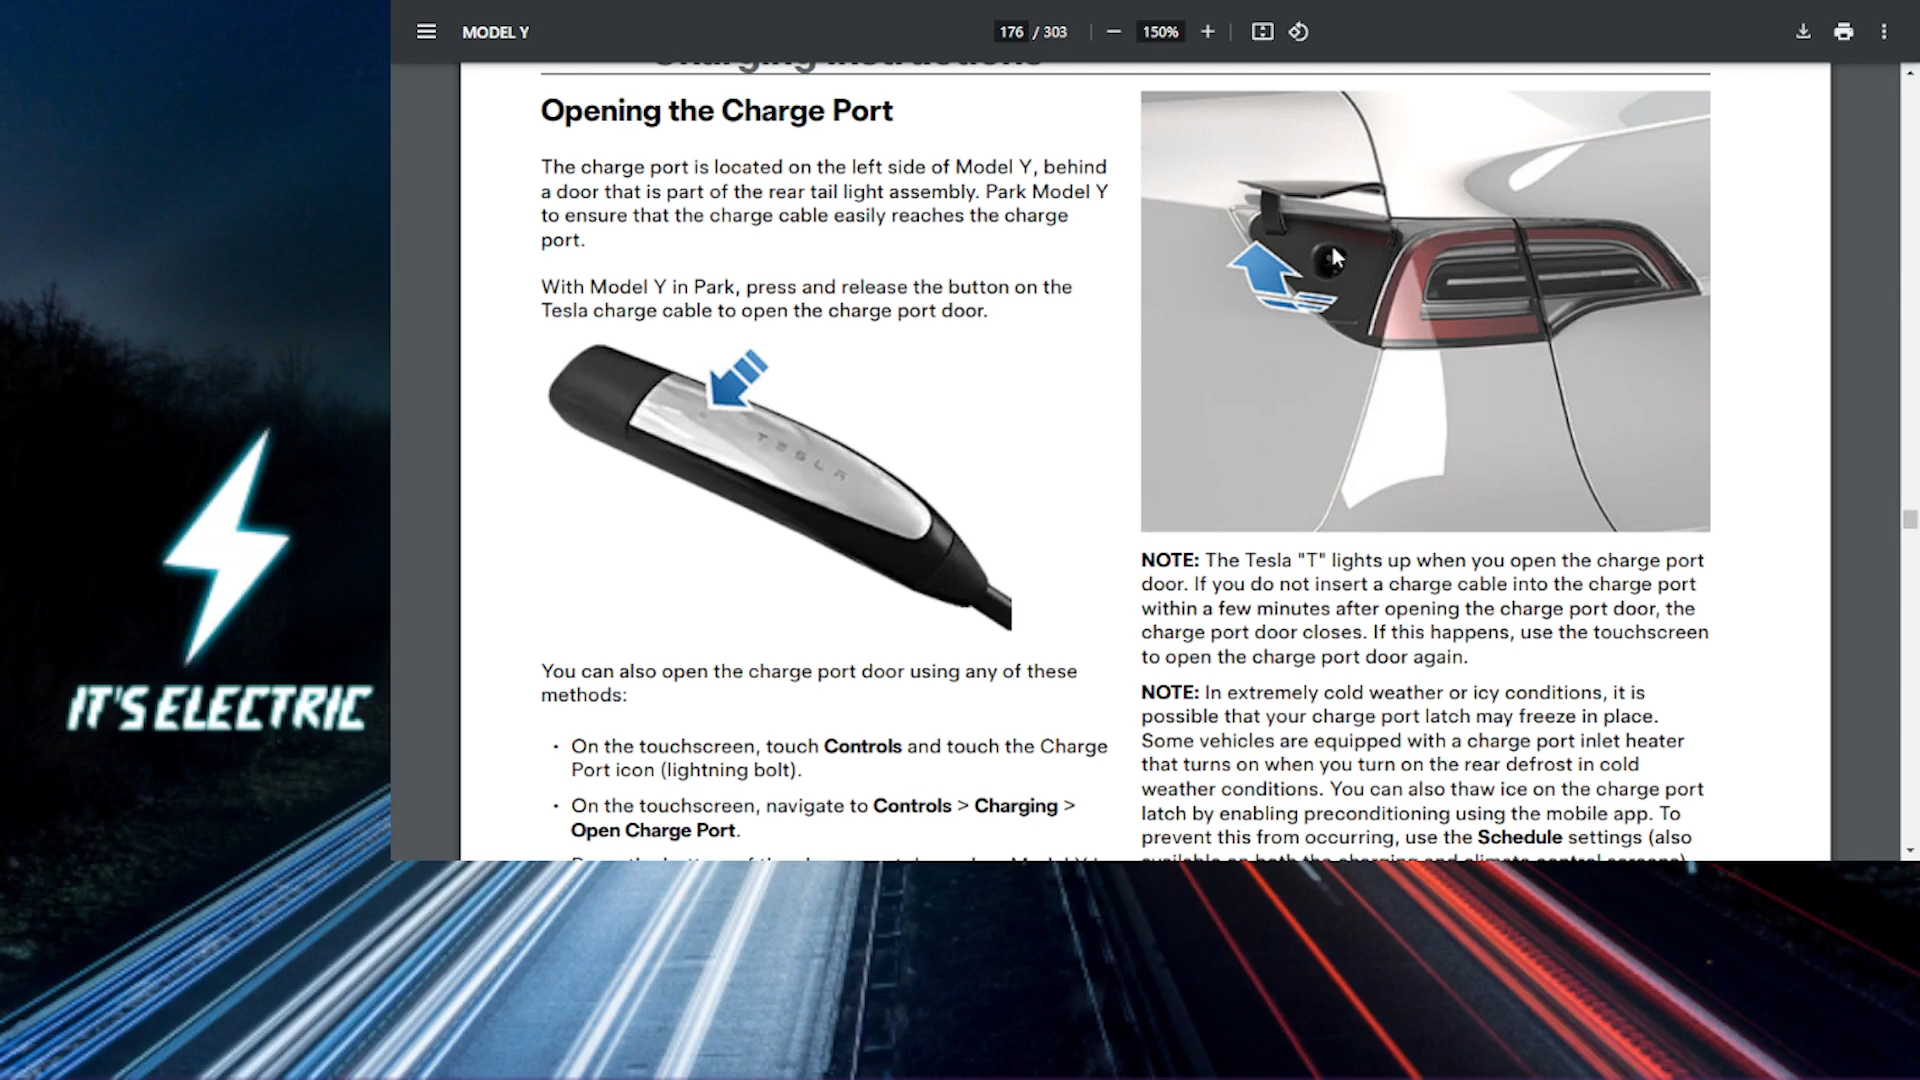 MODEL Y
176 / 303
150%
Charging Instructions
Opening the Charge Port
The charge port is located on the left side of Model Y, behind
a door that is part of the rear tail light assembly. Park Model Y
to ensure that the charge cable easily reaches the charge
port.
With Model Y in Park, press and release the button on the
Tesla charge cable to open the charge port door.
TESLA
You can also open the charge port door using any of these
methods:
• On the touchscreen, touch Controls and touch the Charge
Port icon (lightning bolt).
• On the touchscreen, navigate to Controls > Charging >
Open Charge Port.
NOTE: The Tesla "T" lights up when you open the charge port
door. If you do not insert a charge cable into the charge port
within a few minutes after opening the charge port door, the
charge port door closes. If this happens, use the touchscreen
to open the charge port door again.
NOTE: In extremely cold weather or icy conditions, it is
possible that your charge port latch may freeze in place.
Some vehicles are equipped with a charge port inlet heater
that turns on when you turn on the rear defrost in cold
weather conditions. You can also thaw ice on the charge port
latch by enabling preconditioning using the mobile app. To
prevent this from occurring, use the Schedule settings (also
available on both the charging and climate control screens)
IT'S ELECTRIC